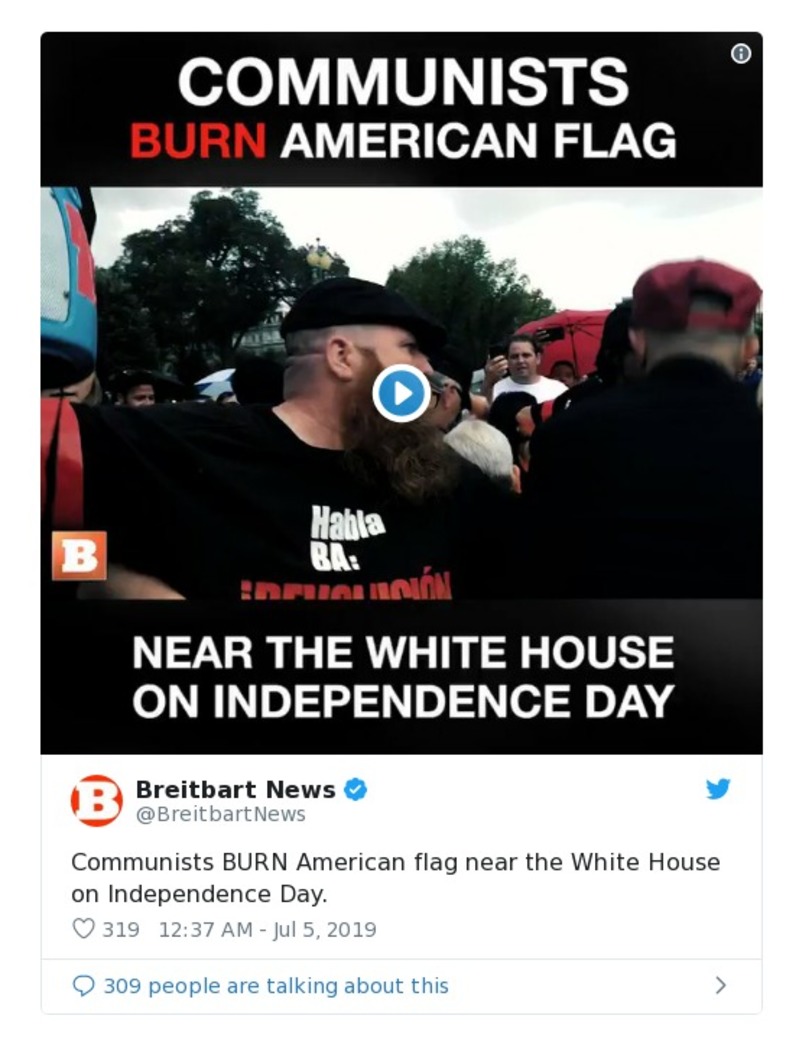 COMMUNISTS
BURN AMERICAN FLAG
B
Habla
BA:
¡REVOLUCIÓN
NEAR THE WHITE HOUSE
ON INDEPENDENCE DAY
B
Breitbart News
@BreitbartNews
Communists BURN American flag near the White House
on Independence Day.
319 12:37 AM - Jul 5, 2019
309 people are talking about this